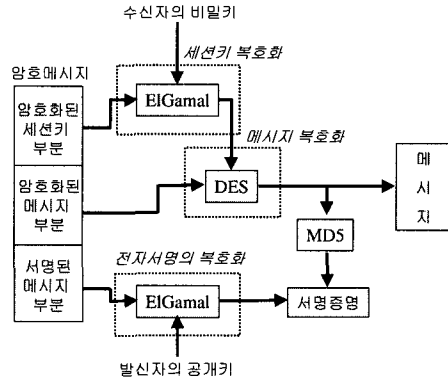 수신자의 비밀키
세션키 복호화
암호메시지
ElGamal
암호화된
세션키
부분
메시지 복호화
암호화된
메시지
부분
DES
메
시
지
MD5
서명된
메시지
부분
전자서명의 복호화
ElGamal
서명증명
발신자의 공개키